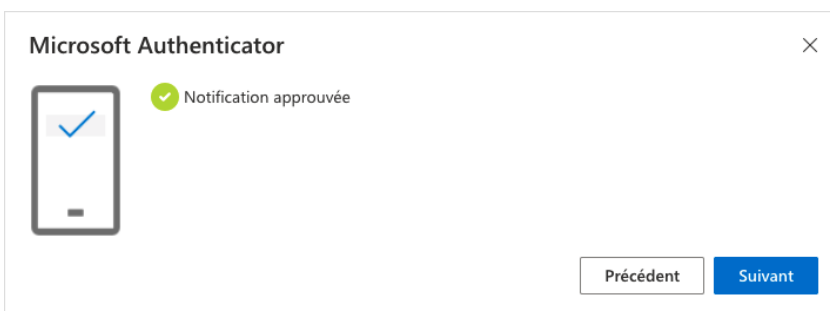 Microsoft Authenticator
Notification approuvée
Précédent
Suivant